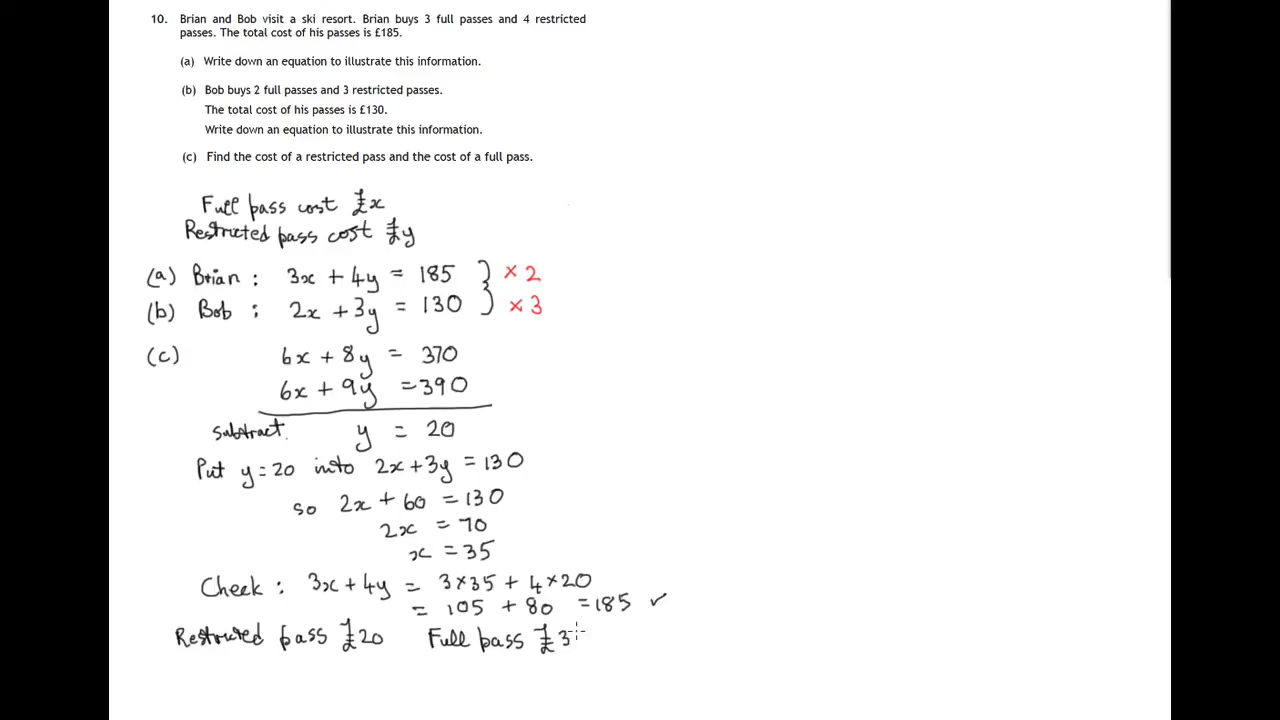 10. Brian and Bob visit a ski resort. Brian buys 3 full passes and 4 restricted
passes. The total cost of his passes is £185.
(a) Write down an equation to illustrate this information.
(b) Bob buys 2 full passes and 3 restricted passes.
The total cost of his passes is £130.
Write down an equation to illustrate this information.
(c) Find the cost of a restricted pass and the cost of a full pass.
Full pass cost £x
Restricted pass cost £y
(a) Brian : 3x + 4y = 185 } × 2
(b) Bob : 2x + 3y = 130 × 3
(c) 6x + 8y = 370
6x + 9y = 390
subtract. y = 20
Put y = 20 into 2x + 3y = 130
so 2x + 60 = 130
2x = 70
x = 35
Check : 3x + 4y = 3 × 35 + 4 × 20
= 105 + 80 = 185 ✓
Restricted pass £20 Full pass £3